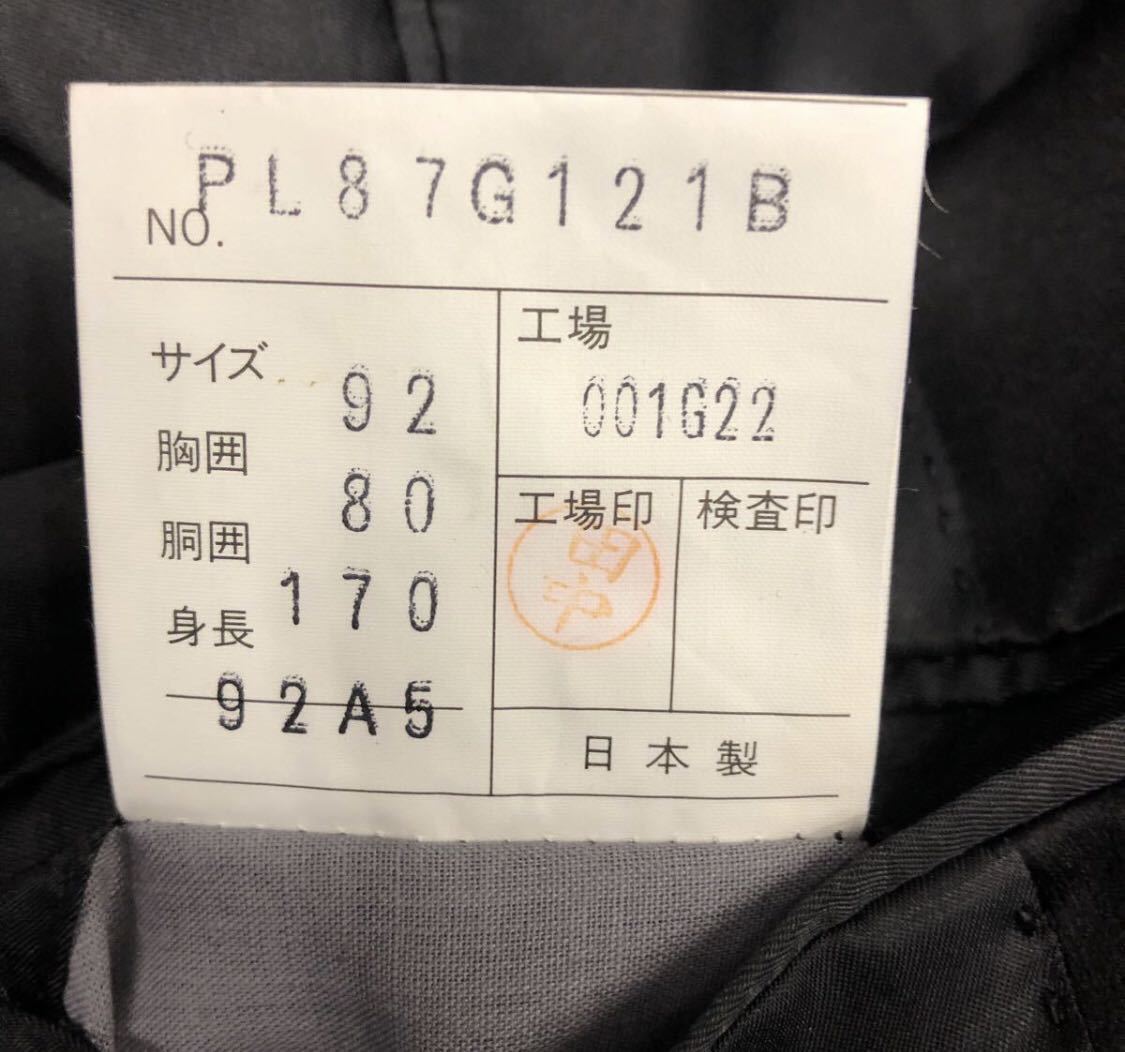 NO. PL87G121B
サイズ
胸囲 92
胴囲 80
身長 170
92A5
工場
001G22
工場印
検査印
日本製